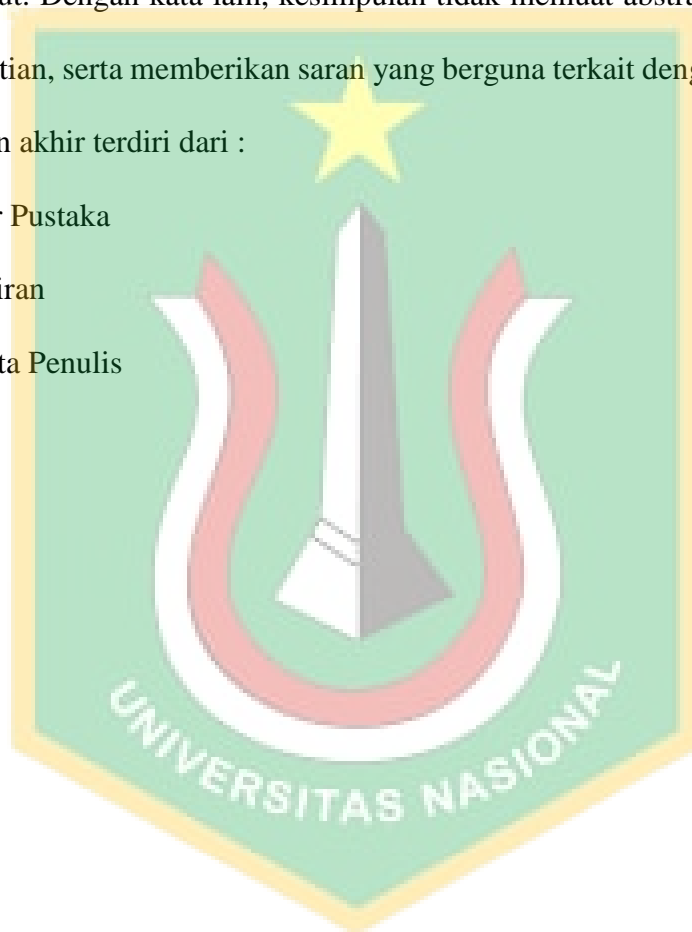 ut. Dengan kata lain, kesimpulan tidak memuat abstra
tian, serta memberikan saran yang berguna terkait deng
n akhir terdiri dari :
r Pustaka
iran
ta Penulis
UNIVERSITAS NASIONAL